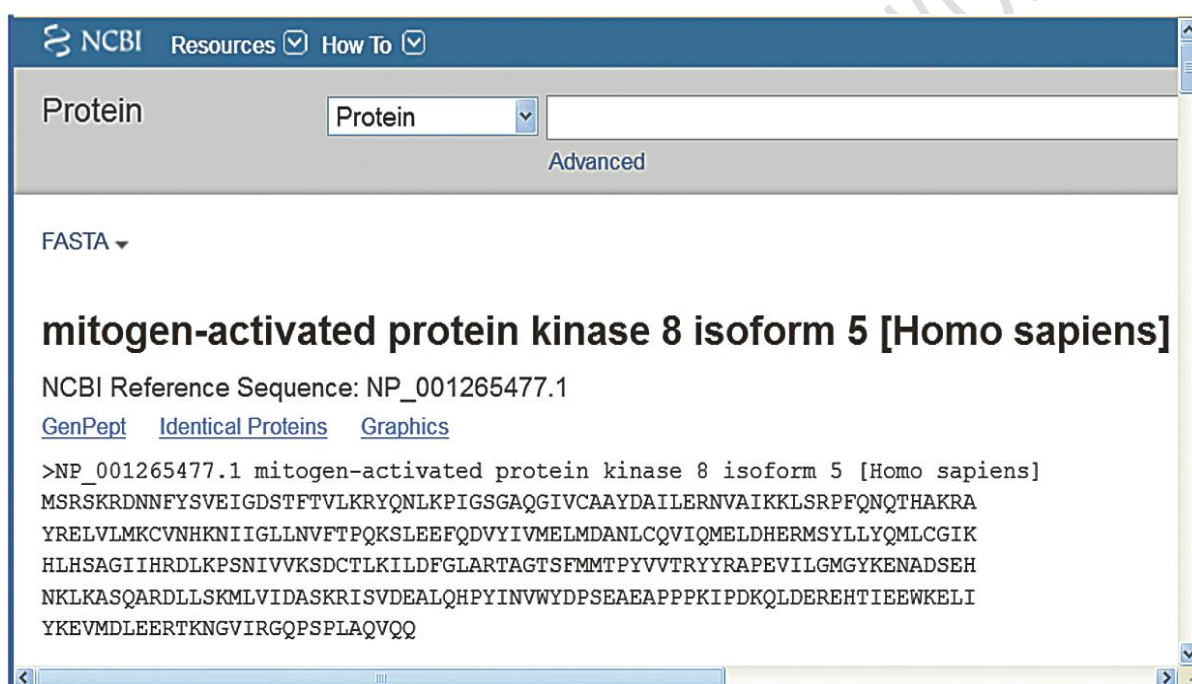 NCBI Resources How To
Protein
Protein
Advanced
FASTA
mitogen-activated protein kinase 8 isoform 5 [Homo sapiens]
NCBI Reference Sequence: NP_001265477.1
GenPept Identical Proteins Graphics
>NP_001265477.1 mitogen-activated protein kinase 8 isoform 5 [Homo sapiens]
MSRSKRDNNFYSVEIGDSTFTVLKRYQNLKPIGSGAQGIVCAAYDAILERNVAIKKLSRPFQNQTHAKRA
YRELVLMKCVNHKNIIGLLNVFTPQKSLEEFQDVYIVMELMDANLCQVIQMELDHERMSYLLYQMLCGIK
HLHSAGIIHRDLKPSNIVVKSDCTLKILDFGLARTAGTSFMMTPYVVTRYYRAPEVILGMGYKENADSEH
NKLKASQARDLLSKMLVIDASKRISVDEALQHPYINVWYDPSEAEAPPPKIPDKQLDEREHTIEEWKELI
YKEVMDLEERTKNGVIRGQPSPLAQVQQ